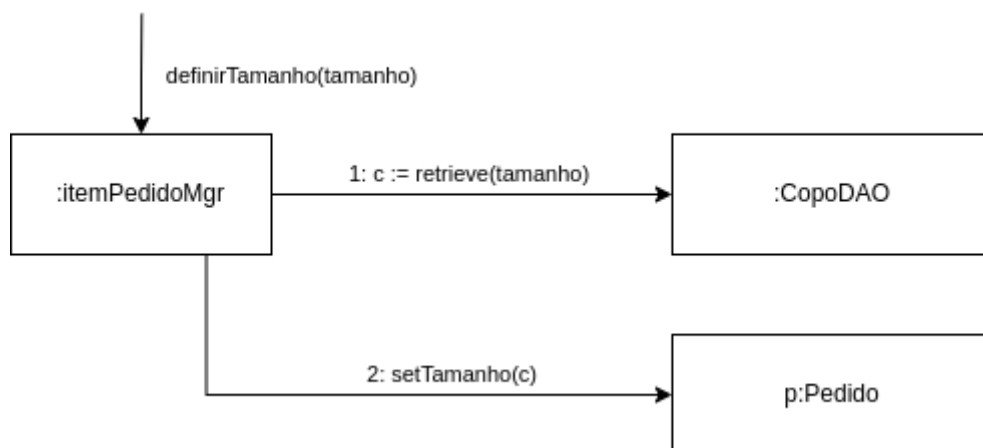 definirTamanho(tamanho)
:itemPedidoMgr
1: c := retrieve(tamanho)
:CopoDAO
2: setTamanho(c)
p:Pedido